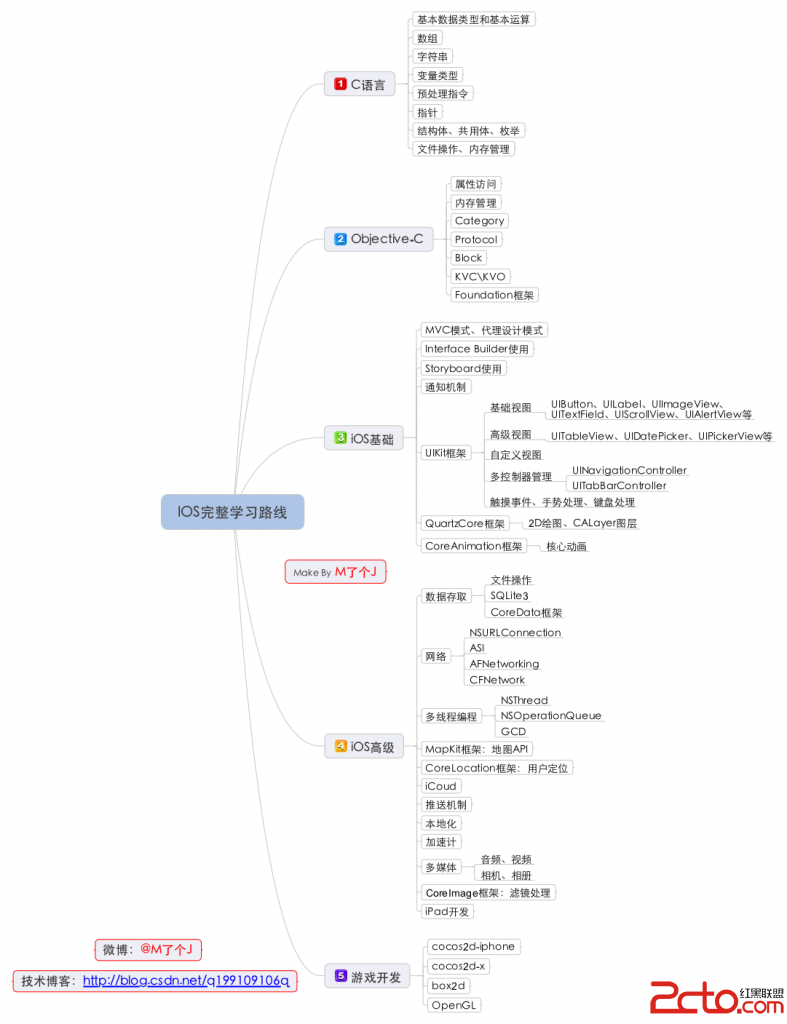 IOS完整学习路线
1 C语言
基本数据类型和基本运算
数组
字符串
变量类型
预处理指令
指针
结构体、共用体、枚举
文件操作、内存管理
2 Objective-C
属性访问
内存管理
Category
Protocol
Block
KVC\KVO
Foundation框架
3 iOS基础
MVC模式、代理设计模式
Interface Builder使用
Storyboard使用
通知机制
UIKit框架
基础视图
UIButton、UILabel、UIImageView、
UITextField、UIScrollView、UIAlertView等
高级视图
UITableView、UIDatePicker、UIPickerView等
自定义视图
多控制器管理
UINavigationController
UITabBarController
触摸事件、手势处理、键盘处理
QuartzCore框架
2D绘图、CALayer图层
CoreAnimation框架
核心动画
Make By M了个J
4 iOS高级
数据存取
文件操作
SQLite3
CoreData框架
网络
NSURLConnection
ASI
AFNetworking
CFNetwork
多线程编程
NSThread
NSOperationQueue
GCD
MapKit框架：地图API
CoreLocation框架：用户定位
iCoud
推送机制
本地化
加速计
多媒体
音频、视频
相机、相册
CoreImage框架：滤镜处理
iPad开发
5 游戏开发
cocos2d-iphone
cocos2d-x
box2d
OpenGL
微博：@M了个J
技术博客：http://blog.csdn.net/q199109106q
2cto.com
红黑联盟